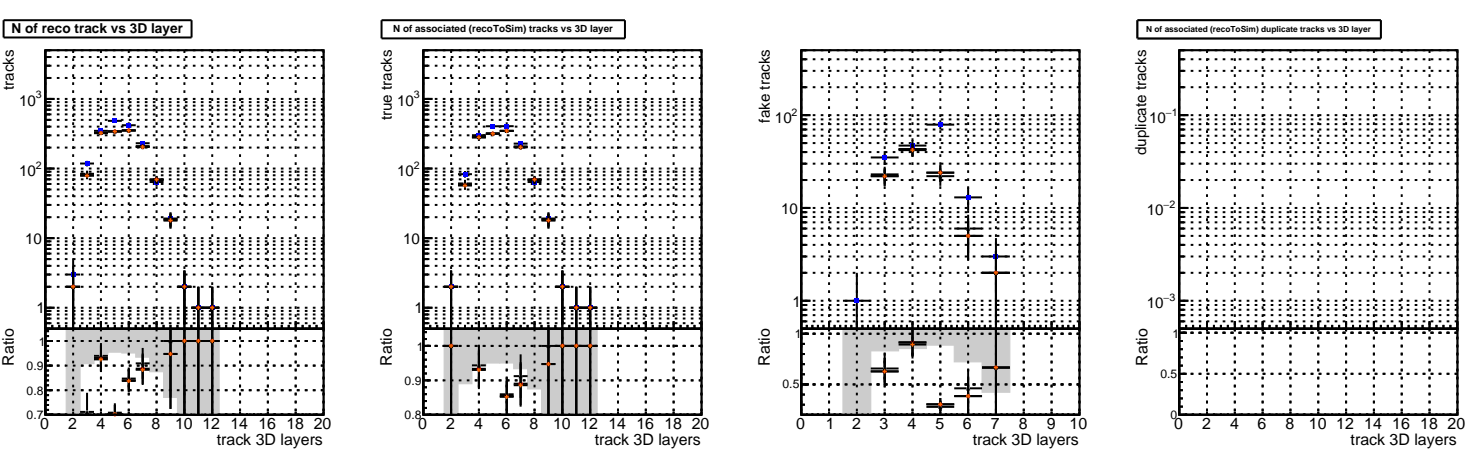 N of reco track vs 3D layer
tracks
10³
10²
10
1
Ratio
1
0.9
0.8
0.7
0 2 4 6 8 10 12 14 16 18 20
track 3D layers
N of associated (recoToSim) tracks vs 3D layer
true tracks
10³
10²
10
1
Ratio
1
0.9
0.8
0 2 4 6 8 10 12 14 16 18 20
track 3D layers
fake tracks
10²
10
1
Ratio
1
0.5
0 1 2 3 4 5 6 7 8 9 10
track 3D layers
N of associated (recoToSim) duplicate tracks vs 3D layer
duplicate tracks
10⁻¹
10⁻²
10⁻³
Ratio
1
0.5
0
0 2 4 6 8 10 12 14 16 18 20
track 3D layers